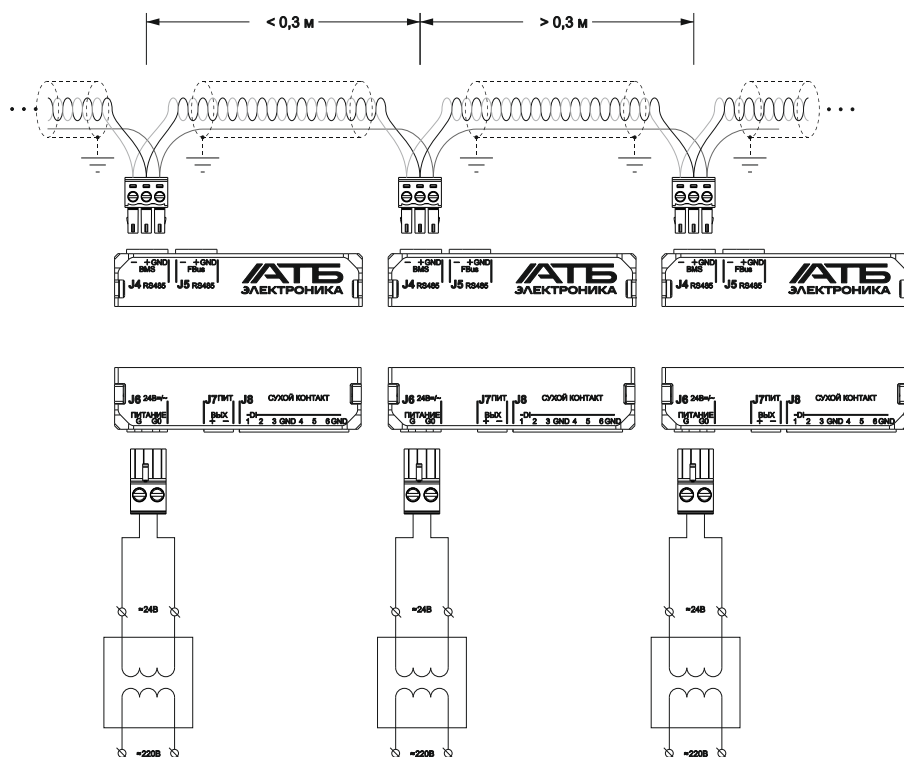 < 0,3 м
> 0,3 м
− +GND
BMS
J4 RS485
− +GND
FBus
J5 RS485
АТБ
ЭЛЕКТРОНИКА
− +GND
BMS
J4 RS485
− +GND
FBus
J5 RS485
АТБ
ЭЛЕКТРОНИКА
− +GND
BMS
J4 RS485
− +GND
FBus
J5 RS485
АТБ
ЭЛЕКТРОНИКА
J6 24В=/~
ПИТАНИЕ
G G0
J7 ПИТ
ВЫХ
+ −
J8 СУХОЙ КОНТАКТ
-DI
1 2 3 GND 4 5 6 GND
J6 24В=/~
ПИТАНИЕ
G G0
J7 ПИТ
ВЫХ
+ −
J8 СУХОЙ КОНТАКТ
-DI
1 2 3 GND 4 5 6 GND
J6 24В=/~
ПИТАНИЕ
G G0
J7 ПИТ
ВЫХ
+ −
J8 СУХОЙ КОНТАКТ
-DI
1 2 3 GND 4 5 6 GND
≂24В
≂24В
≂24В
~220В
~220В
~220В